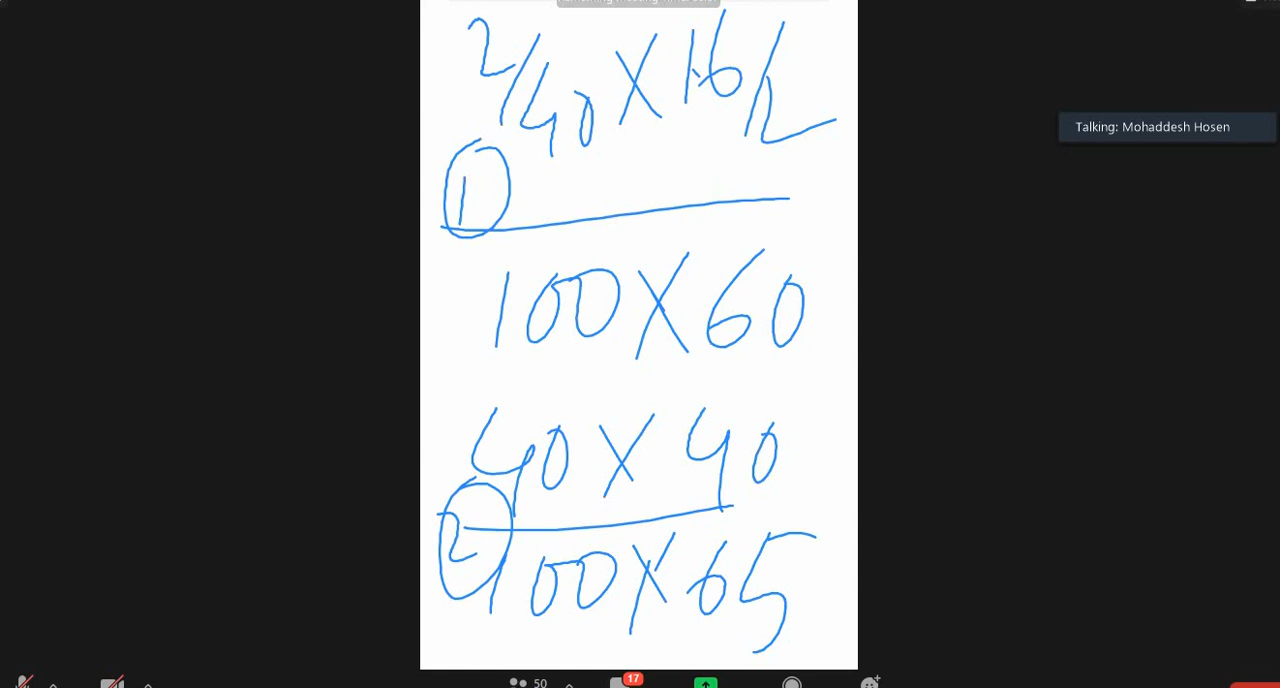 2/40 X 16/2
1
100 X 60
40 X 40
2
100 X 65
Talking: Mohaddesh Hosen
50
17